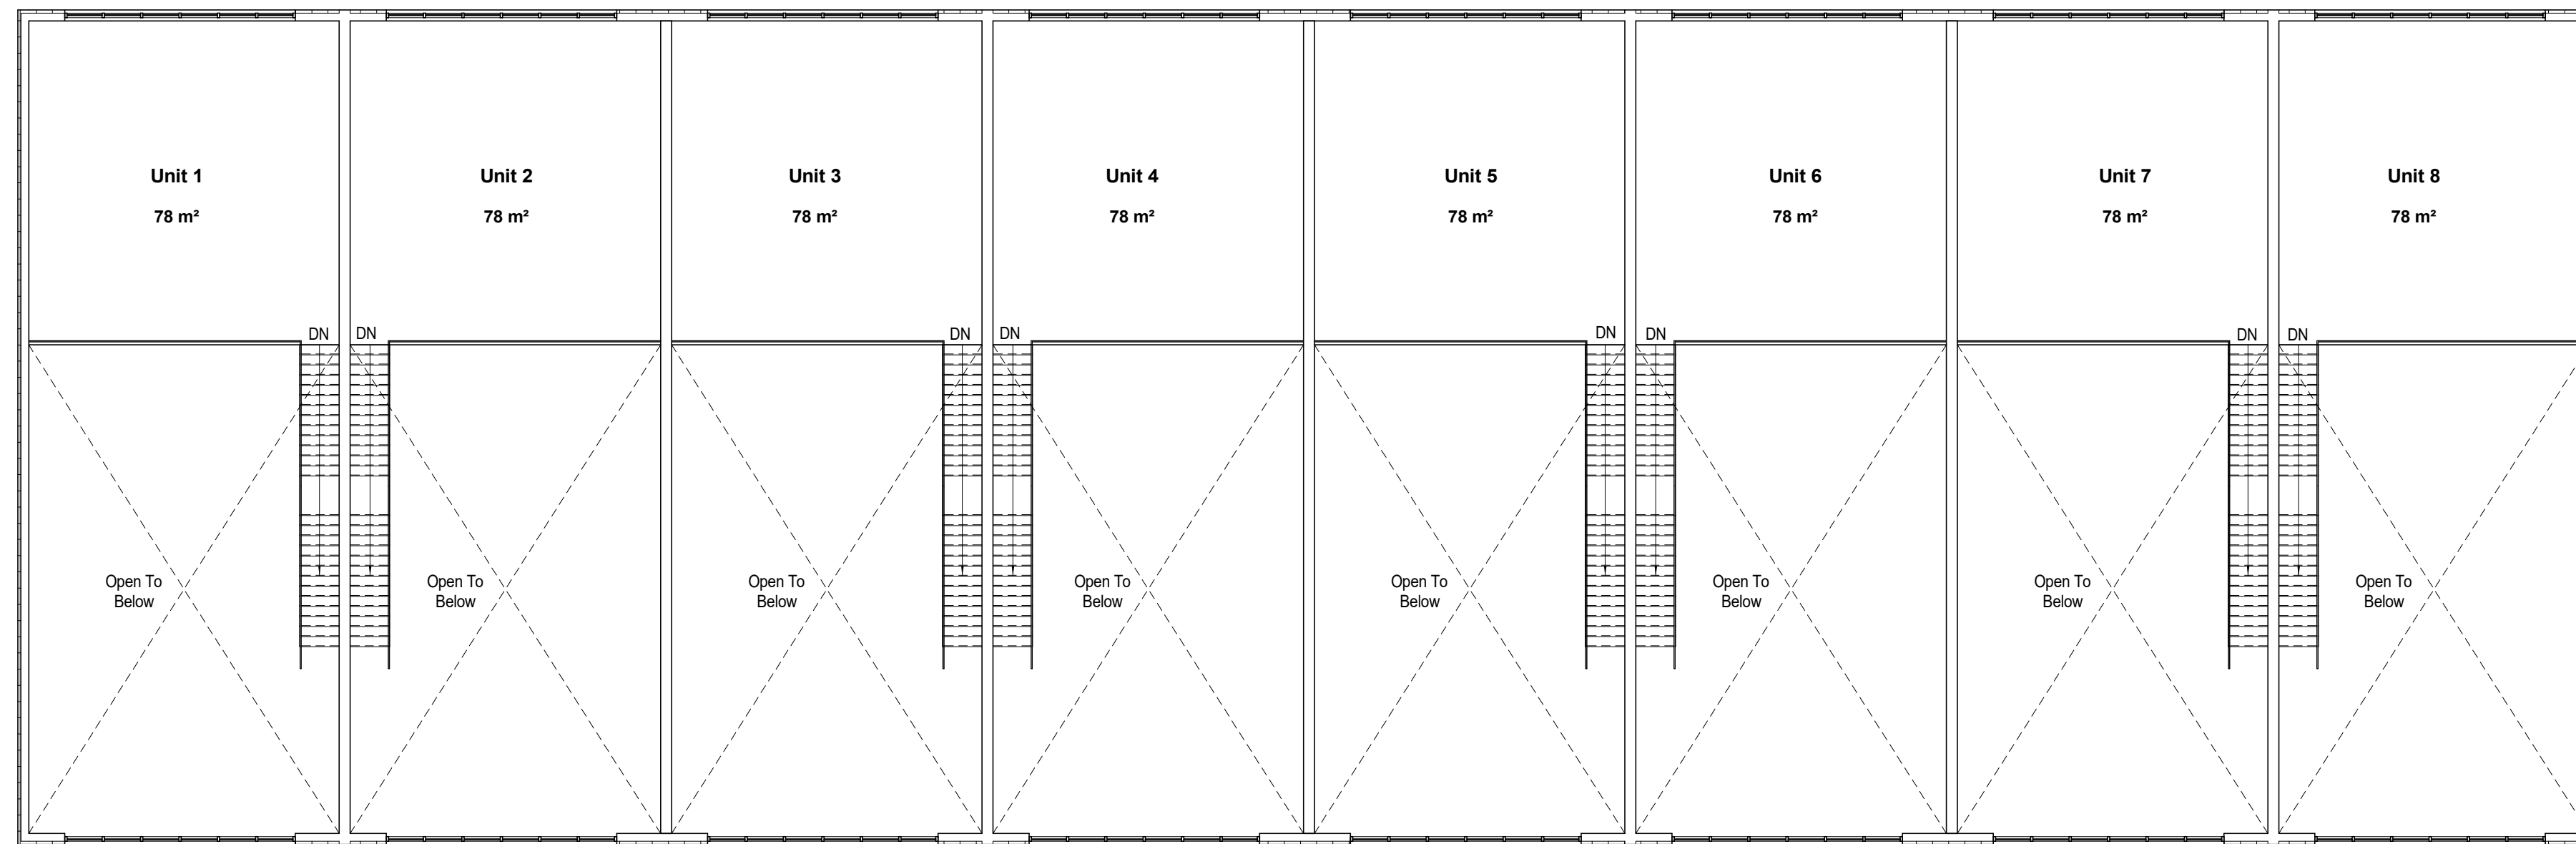 Unit 1
78 m²
Unit 2
78 m²
Unit 3
78 m²
Unit 4
78 m²
Unit 5
78 m²
Unit 6
78 m²
Unit 7
78 m²
Unit 8
78 m²
DN
DN
DN
DN
DN
DN
DN
DN
Open To
Below
Open To
Below
Open To
Below
Open To
Below
Open To
Below
Open To
Below
Open To
Below
Open To
Below